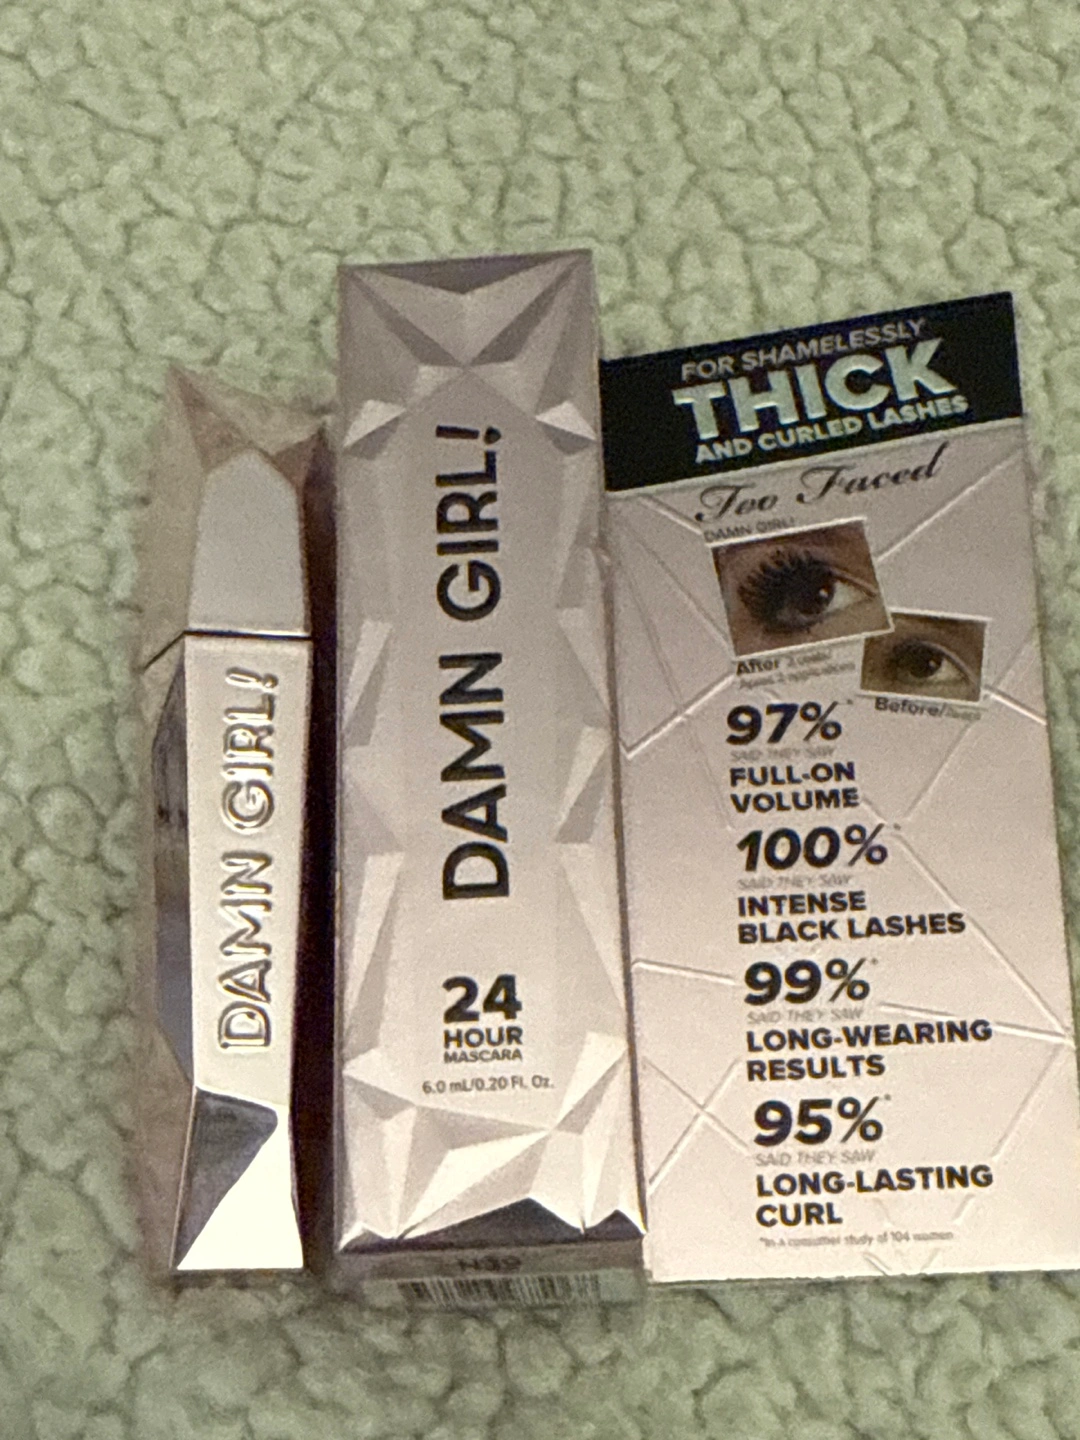 DAMN GIRL!
DAMN GIRL!
24
HOUR
MASCARA
6.0 mL/0.20 Fl. Oz.
FOR SHAMELESSLY
THICK
AND CURLED LASHES
Too Faced
DAMN GIRL!
After
Before/
97%*
SAID THEY SAW
FULL-ON
VOLUME
100%*
SAID THEY SAW
INTENSE
BLACK LASHES
99%*
SAID THEY SAW
LONG-WEARING
RESULTS
95%*
SAID THEY SAW
LONG-LASTING
CURL
*In a consumer study of 104 women